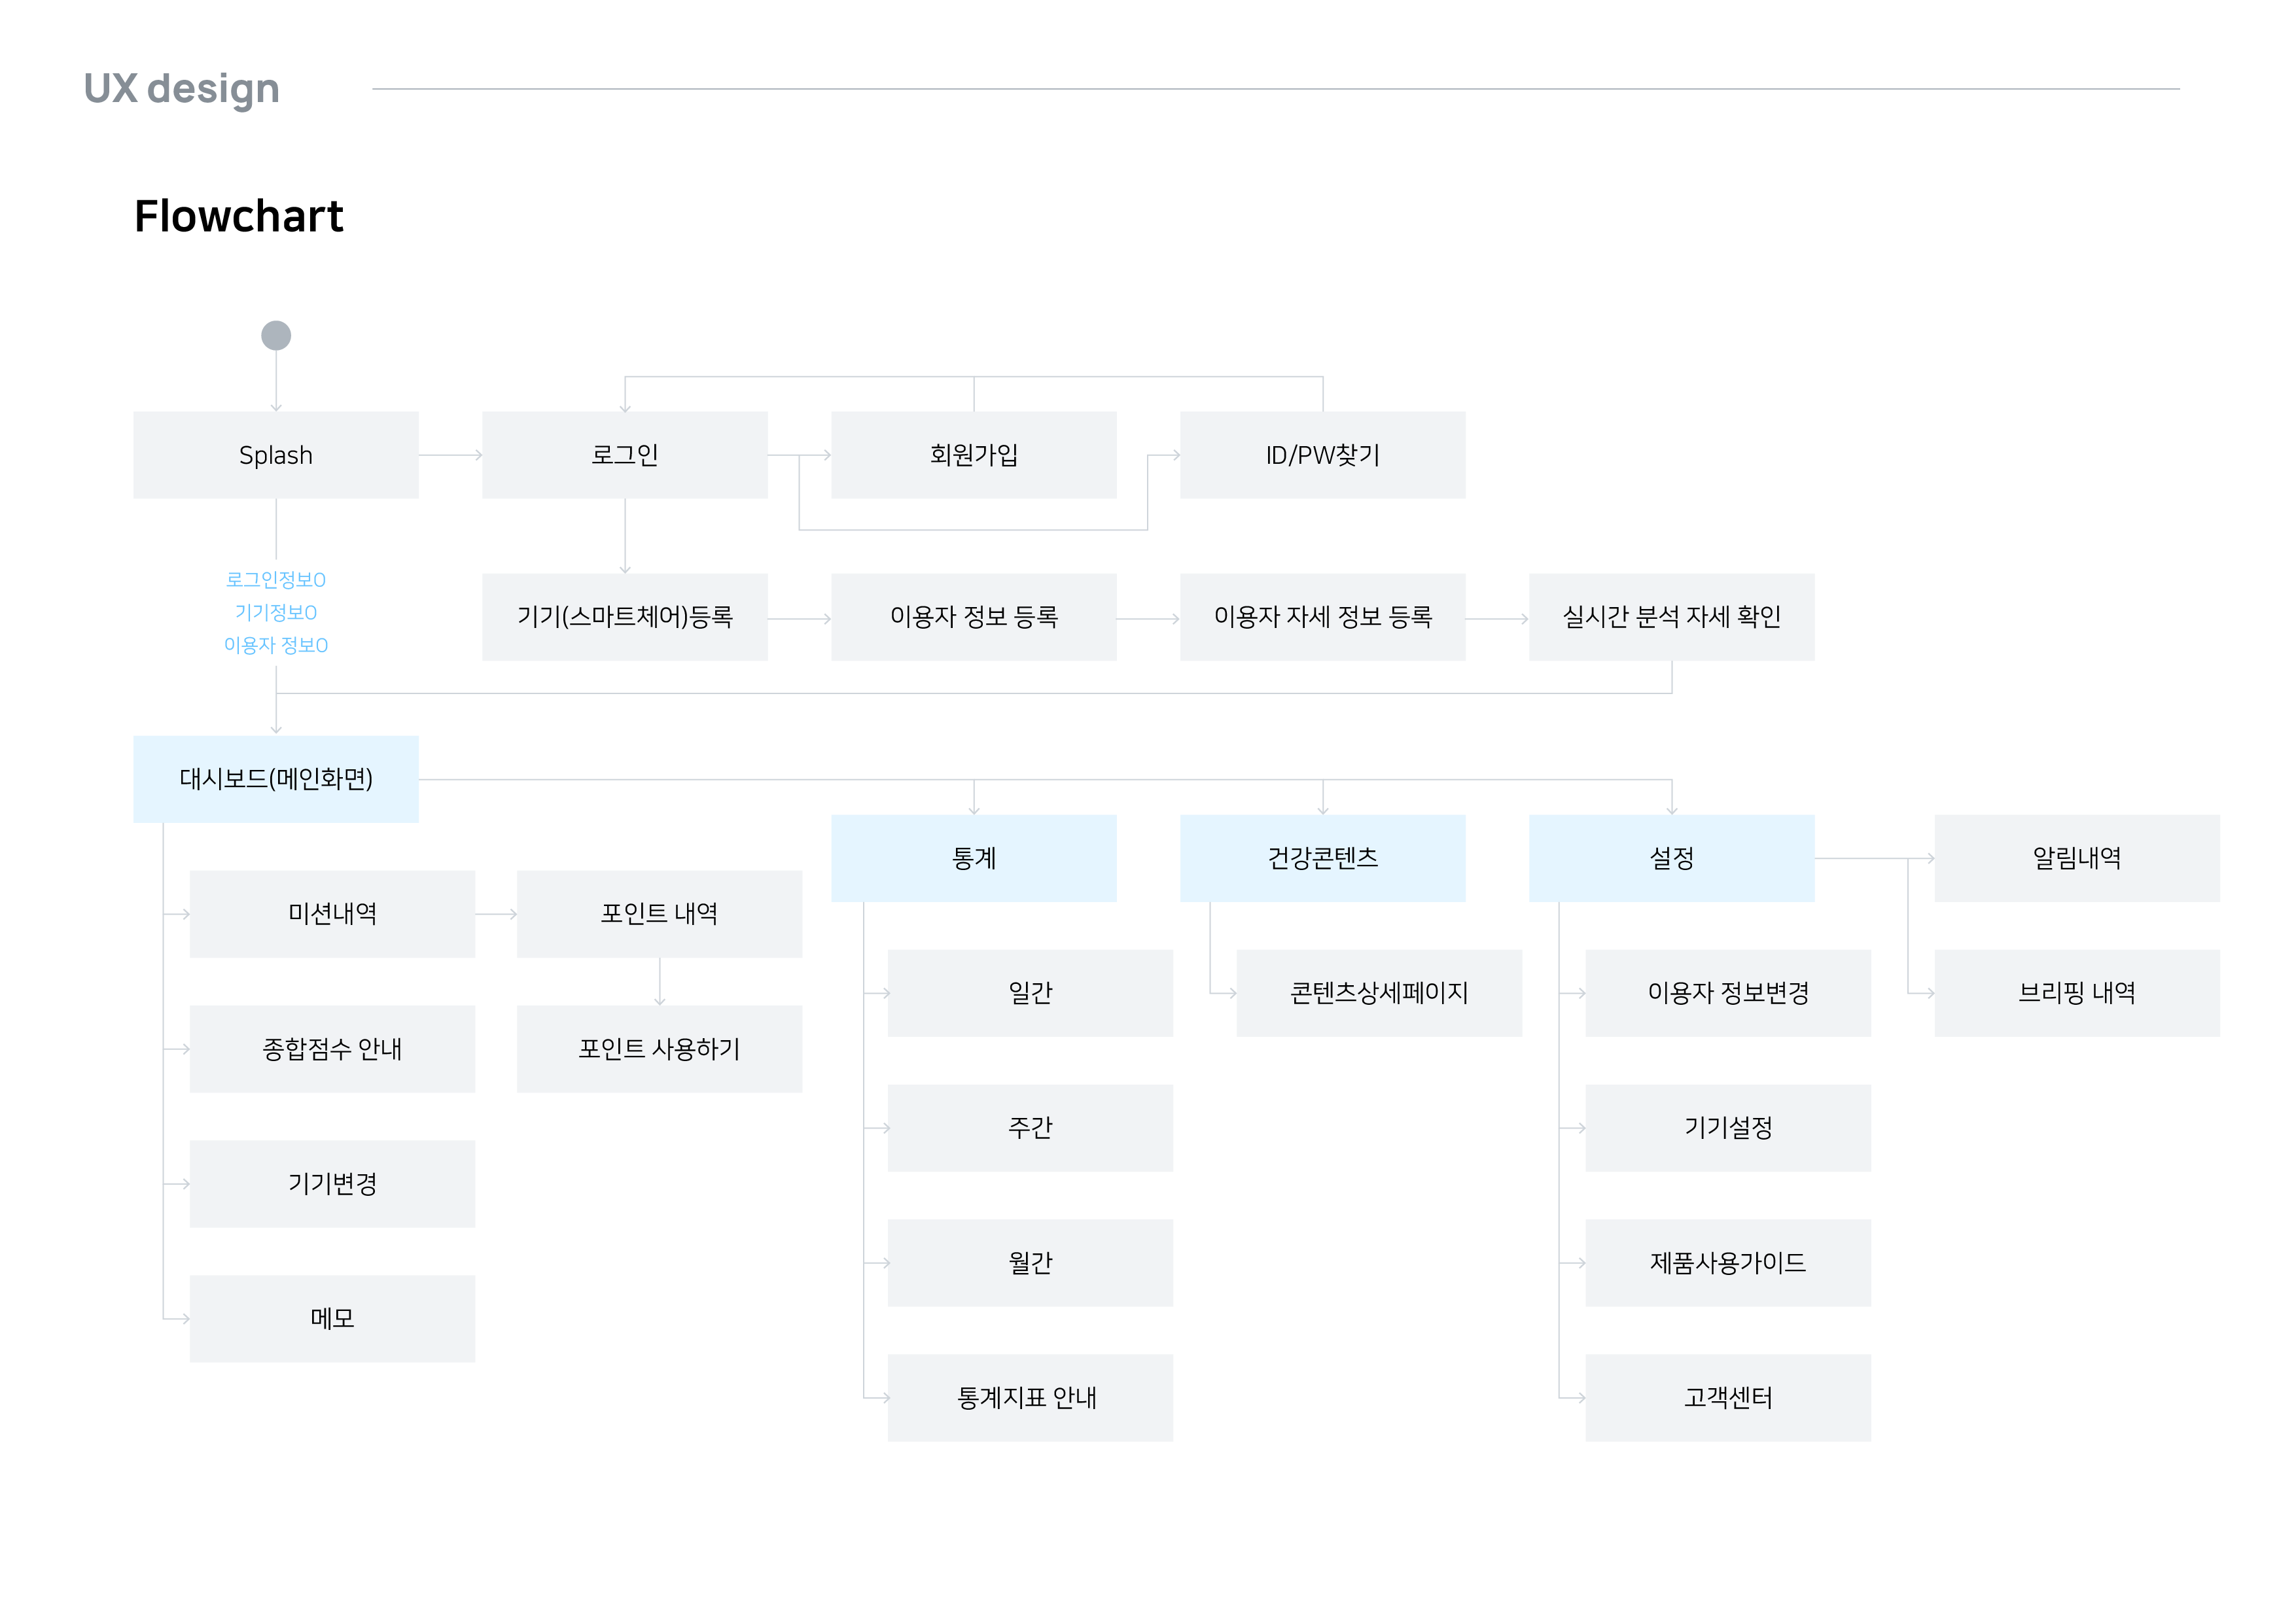 UX design
Flowchart
Splash
로그인
회원가입
ID/PW찾기
로그인정보O
기기정보O
이용자 정보O
기기(스마트체어)등록
이용자 정보 등록
이용자 자세 정보 등록
실시간 분석 자세 확인
대시보드(메인화면)
통계
건강콘텐츠
설정
알림내역
미션내역
포인트 내역
일간
콘텐츠상세페이지
이용자 정보변경
브리핑 내역
종합점수 안내
포인트 사용하기
주간
기기설정
기기변경
월간
제품사용가이드
메모
통계지표 안내
고객센터